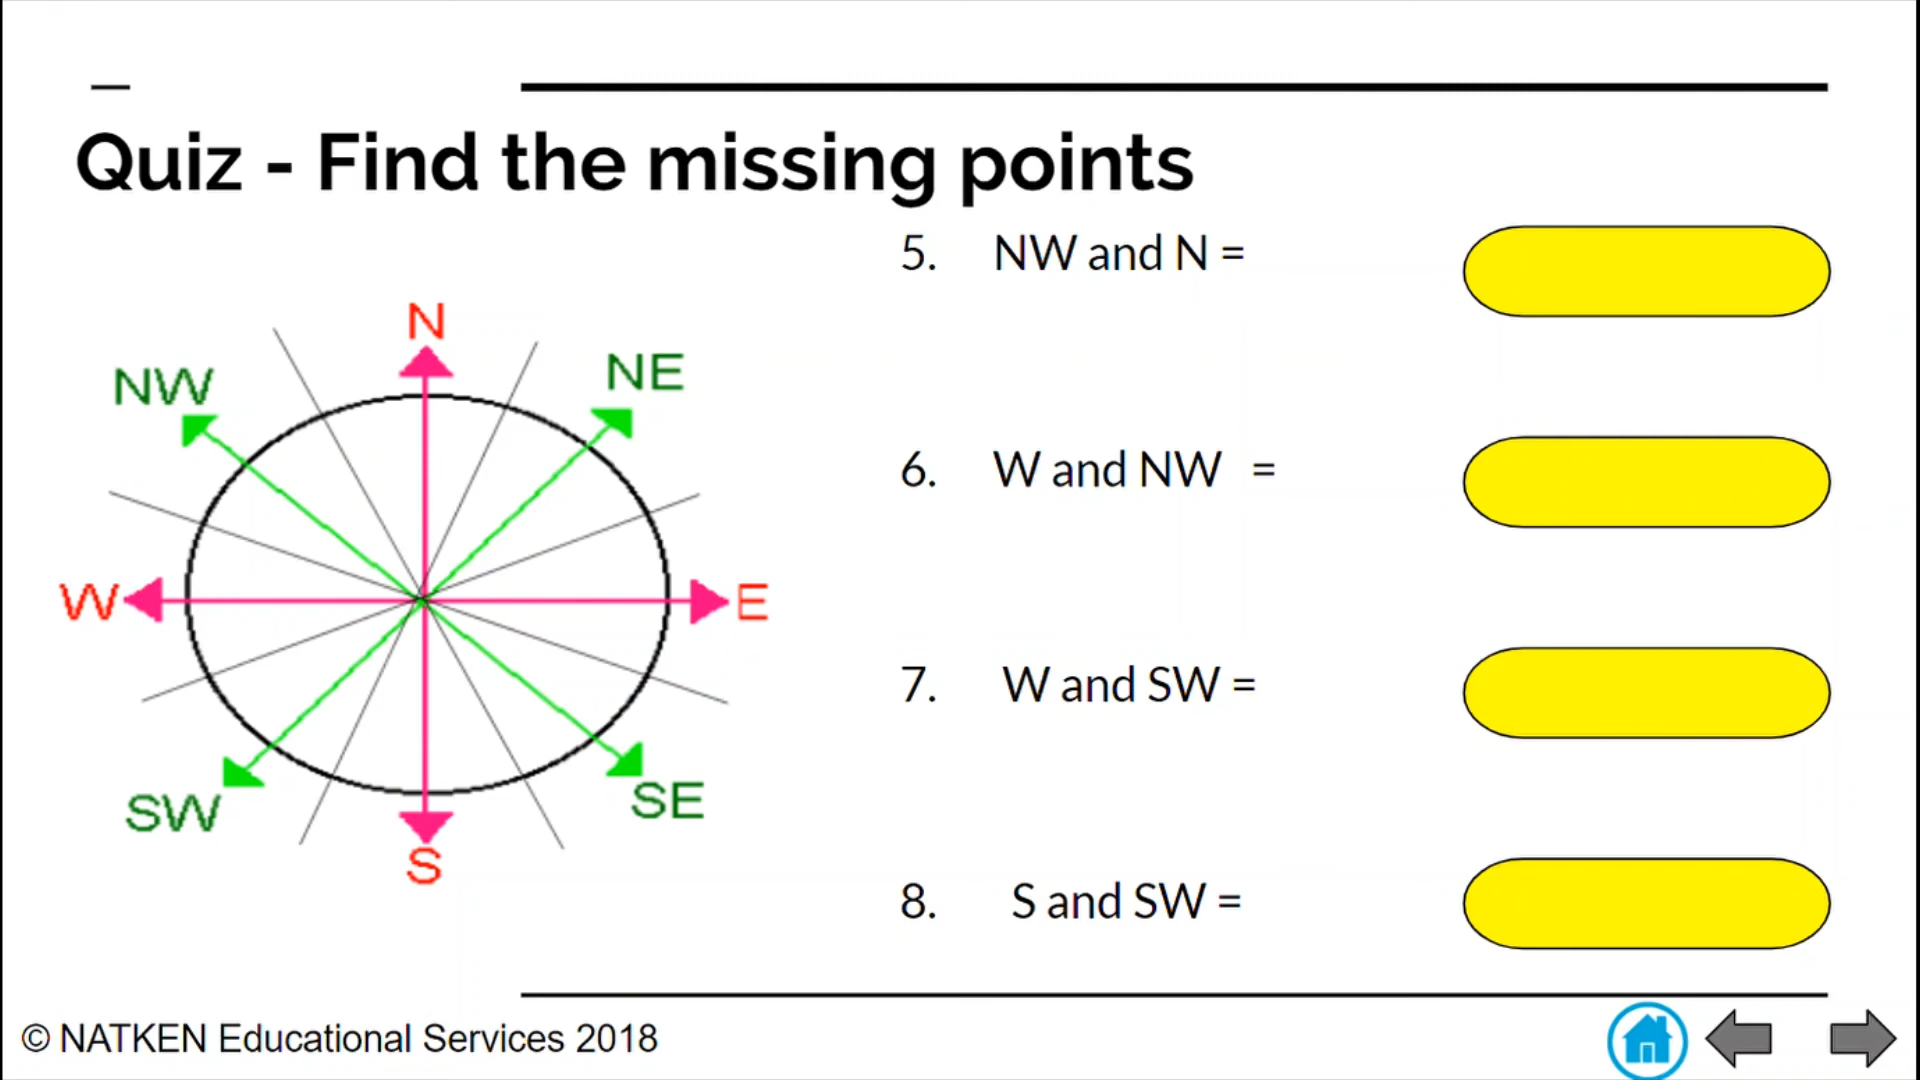 Quiz - Find the missing points
5. NW and N =
6. W and NW =
7. W and SW =
8. S and SW =
N
NE
NW
W
E
SW
SE
S
© NATKEN Educational Services 2018